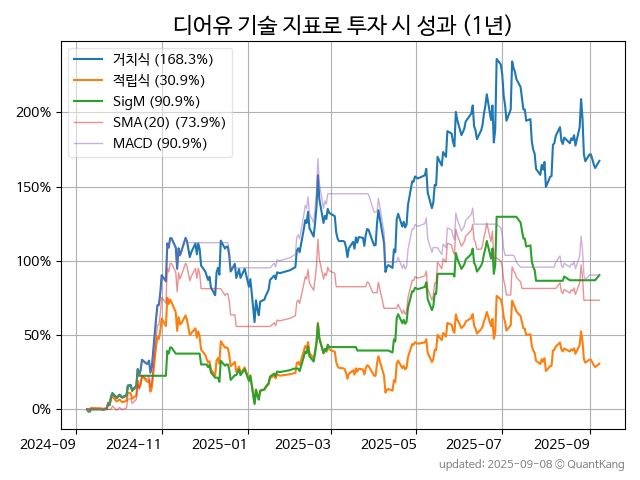 디어유 기술 지표로 투자 시 성과 (1년)
거치식 (168.3%)
적립식 (30.9%)
SigM (90.9%)
SMA(20) (73.9%)
MACD (90.9%)
200%
150%
100%
50%
0%
2024-09 2024-11 2025-01 2025-03 2025-05 2025-07 2025-09
updated: 2025-09-08 ⓒ QuantKang